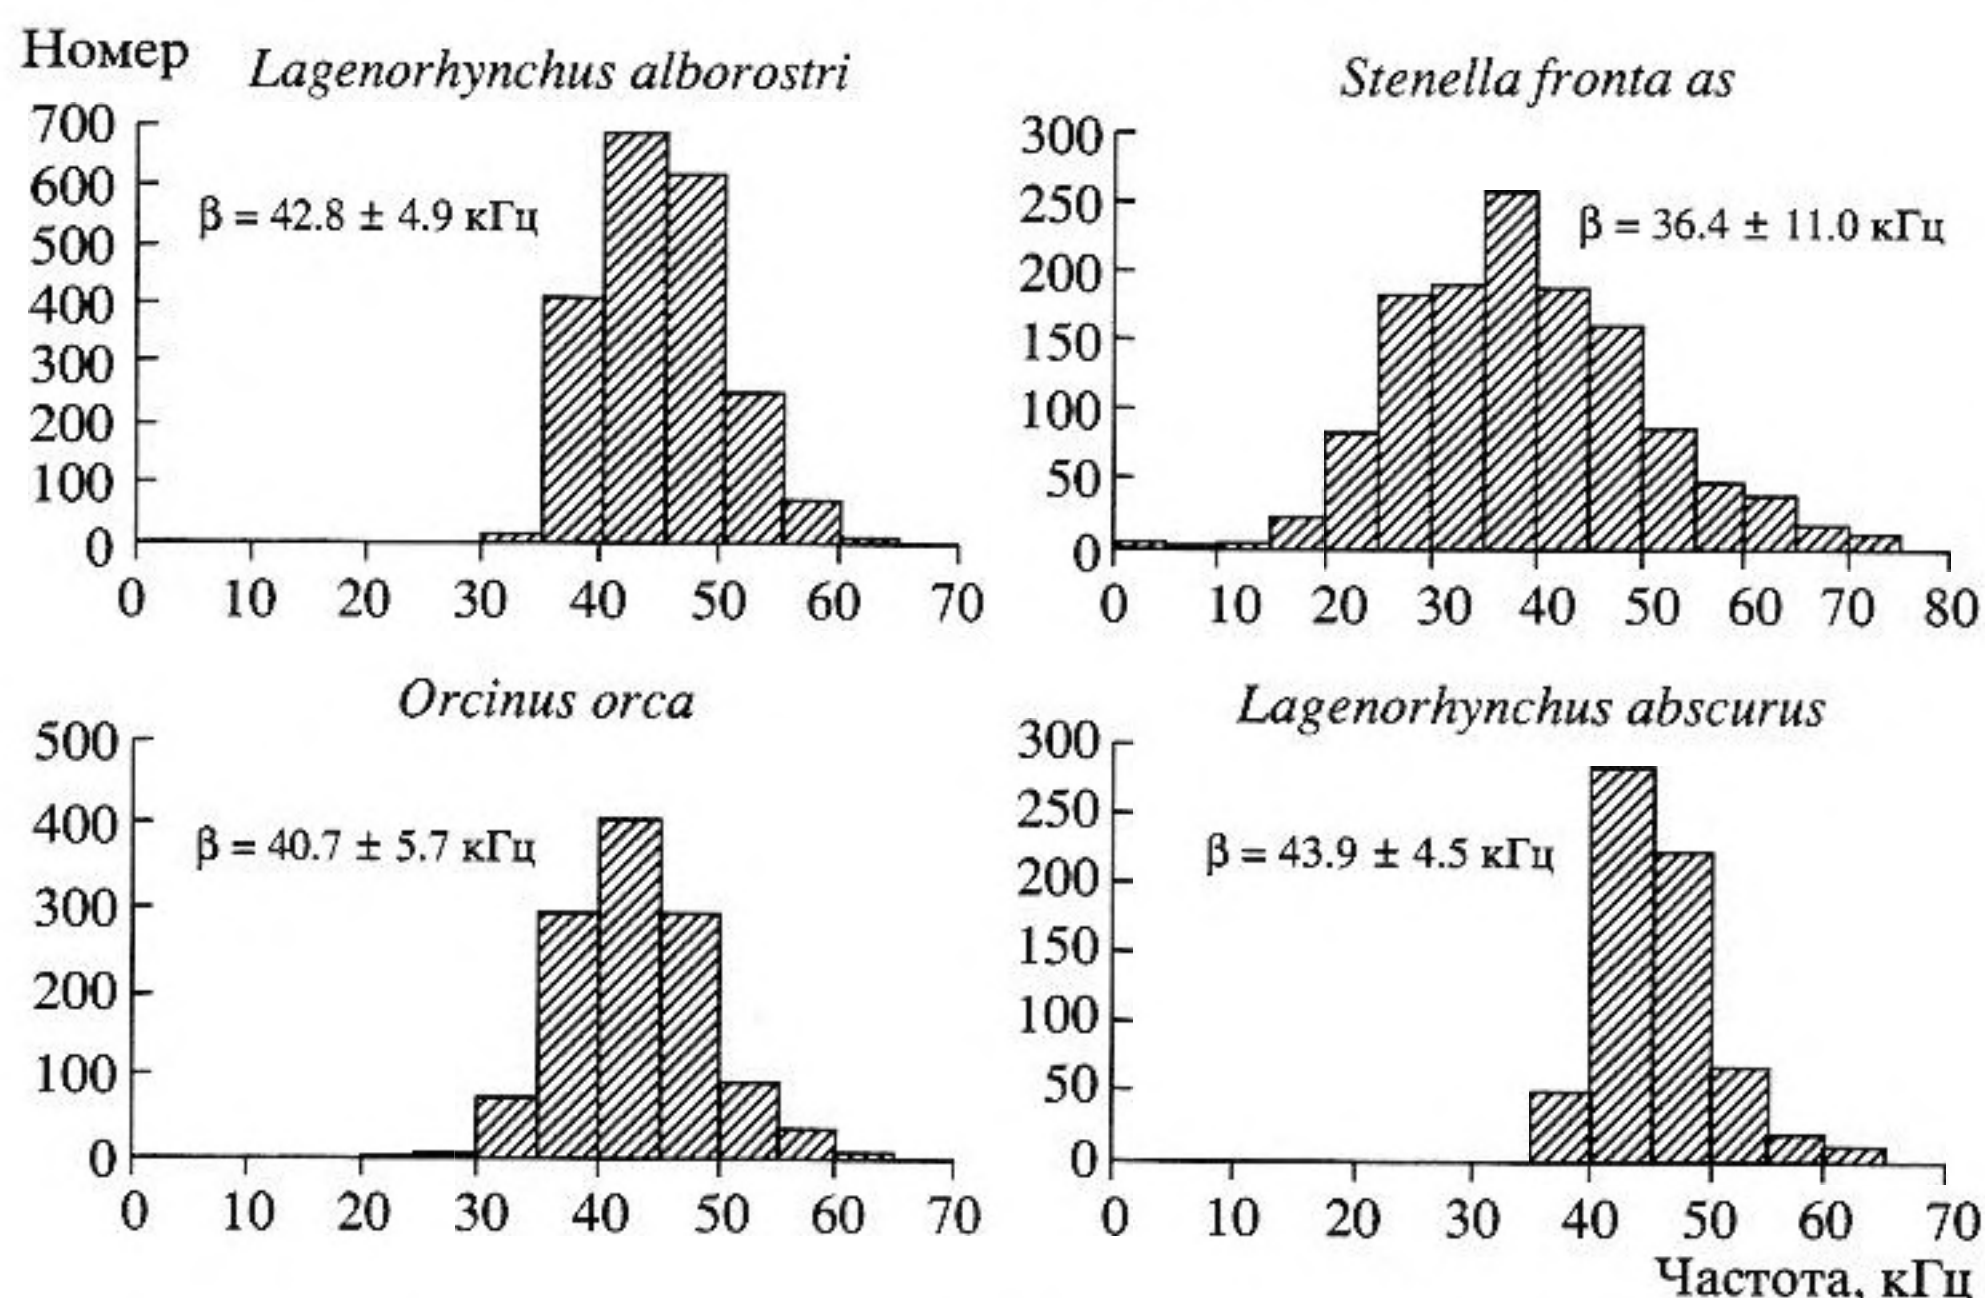 Номер
Lagenorhynchus alborostri
700
600
500
400
300
200
100
0
β = 42.8 ± 4.9 кГц
0 10 20 30 40 50 60 70
Stenella fronta as
300
250
200
150
100
50
0
β = 36.4 ± 11.0 кГц
0 10 20 30 40 50 60 70 80
Orcinus orca
500
400
300
200
100
0
β = 40.7 ± 5.7 кГц
0 10 20 30 40 50 60 70
Lagenorhynchus abscurus
300
250
200
150
100
50
0
β = 43.9 ± 4.5 кГц
0 10 20 30 40 50 60 70
Частота, кГц